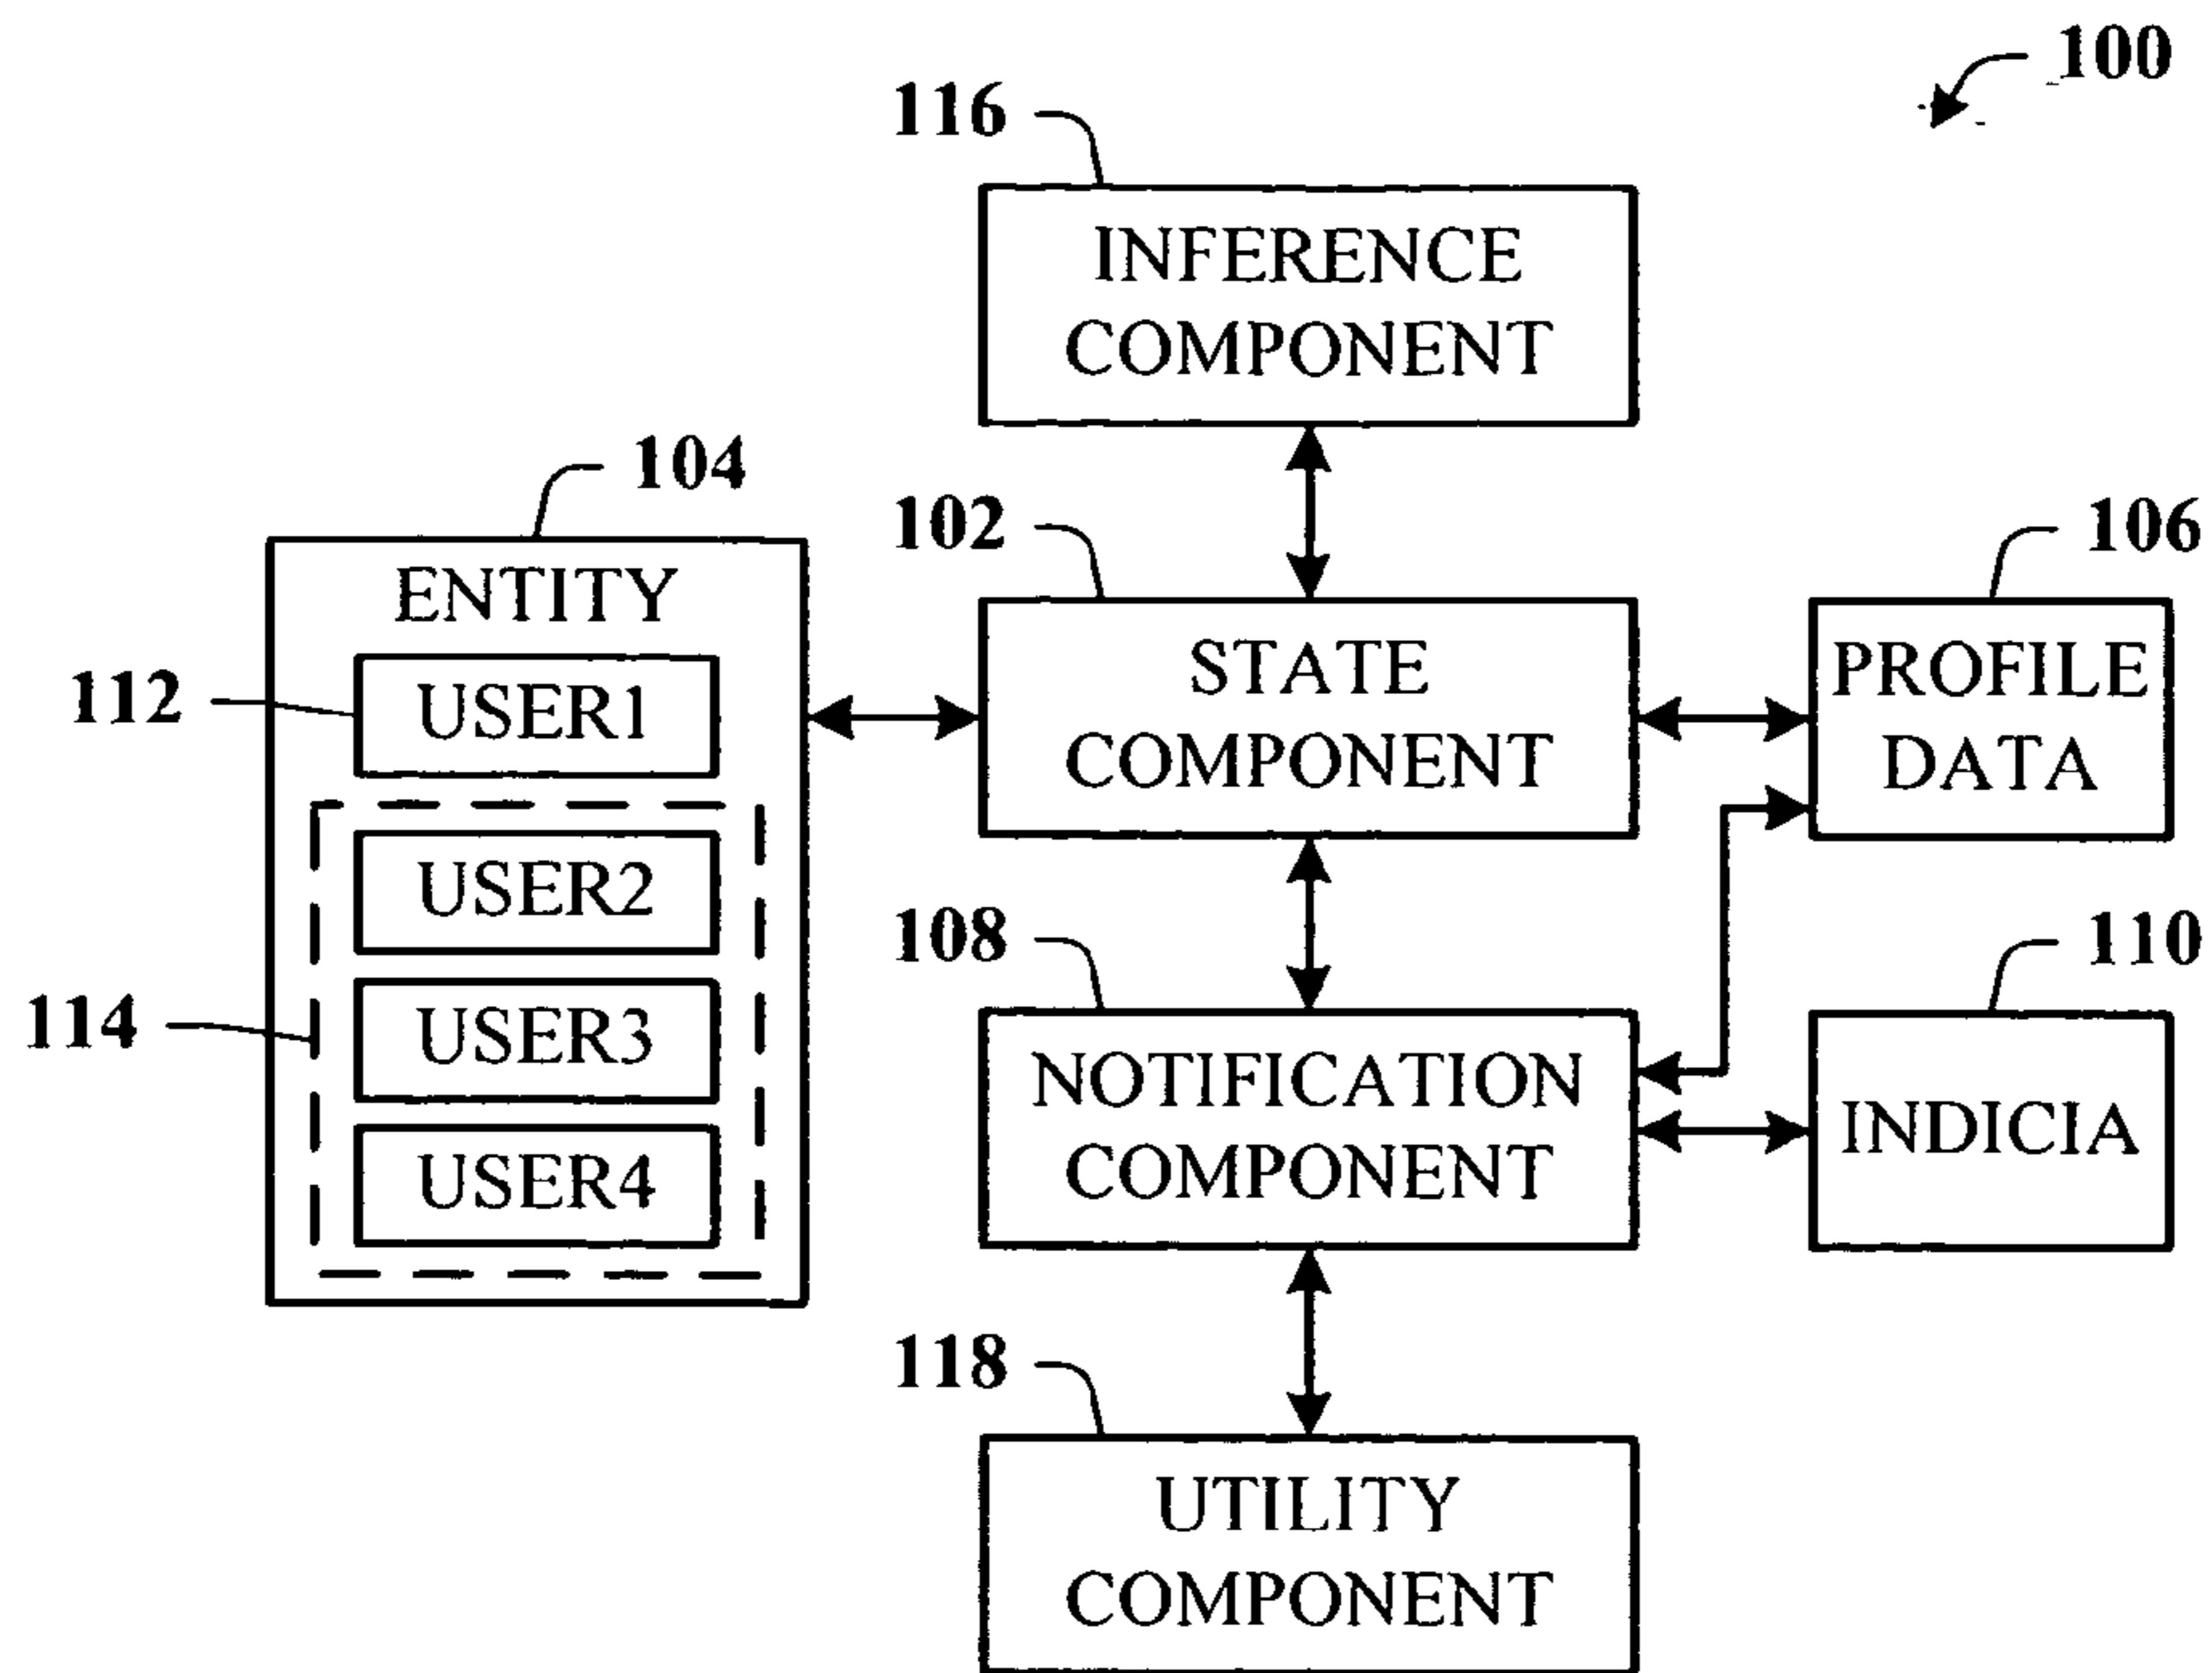 100
116
INFERENCE
COMPONENT
104
102
106
ENTITY
STATE
COMPONENT
PROFILE
DATA
112
USER1
USER2
108
110
114
USER3
NOTIFICATION
COMPONENT
INDICIA
USER4
118
UTILITY
COMPONENT